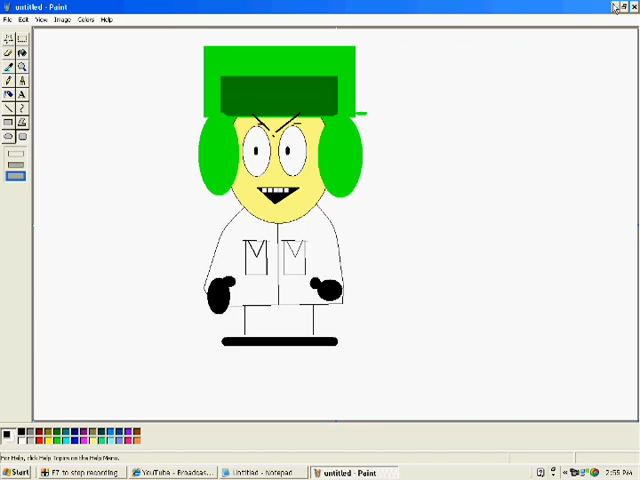 untitled - Paint
File Edit View Image Colors Help
A
For Help, click Help Topics on the Help Menu.
Start F7 to stop recording YouTube - Broadcas... Untitled - Notepad untitled - Paint 2:55 PM